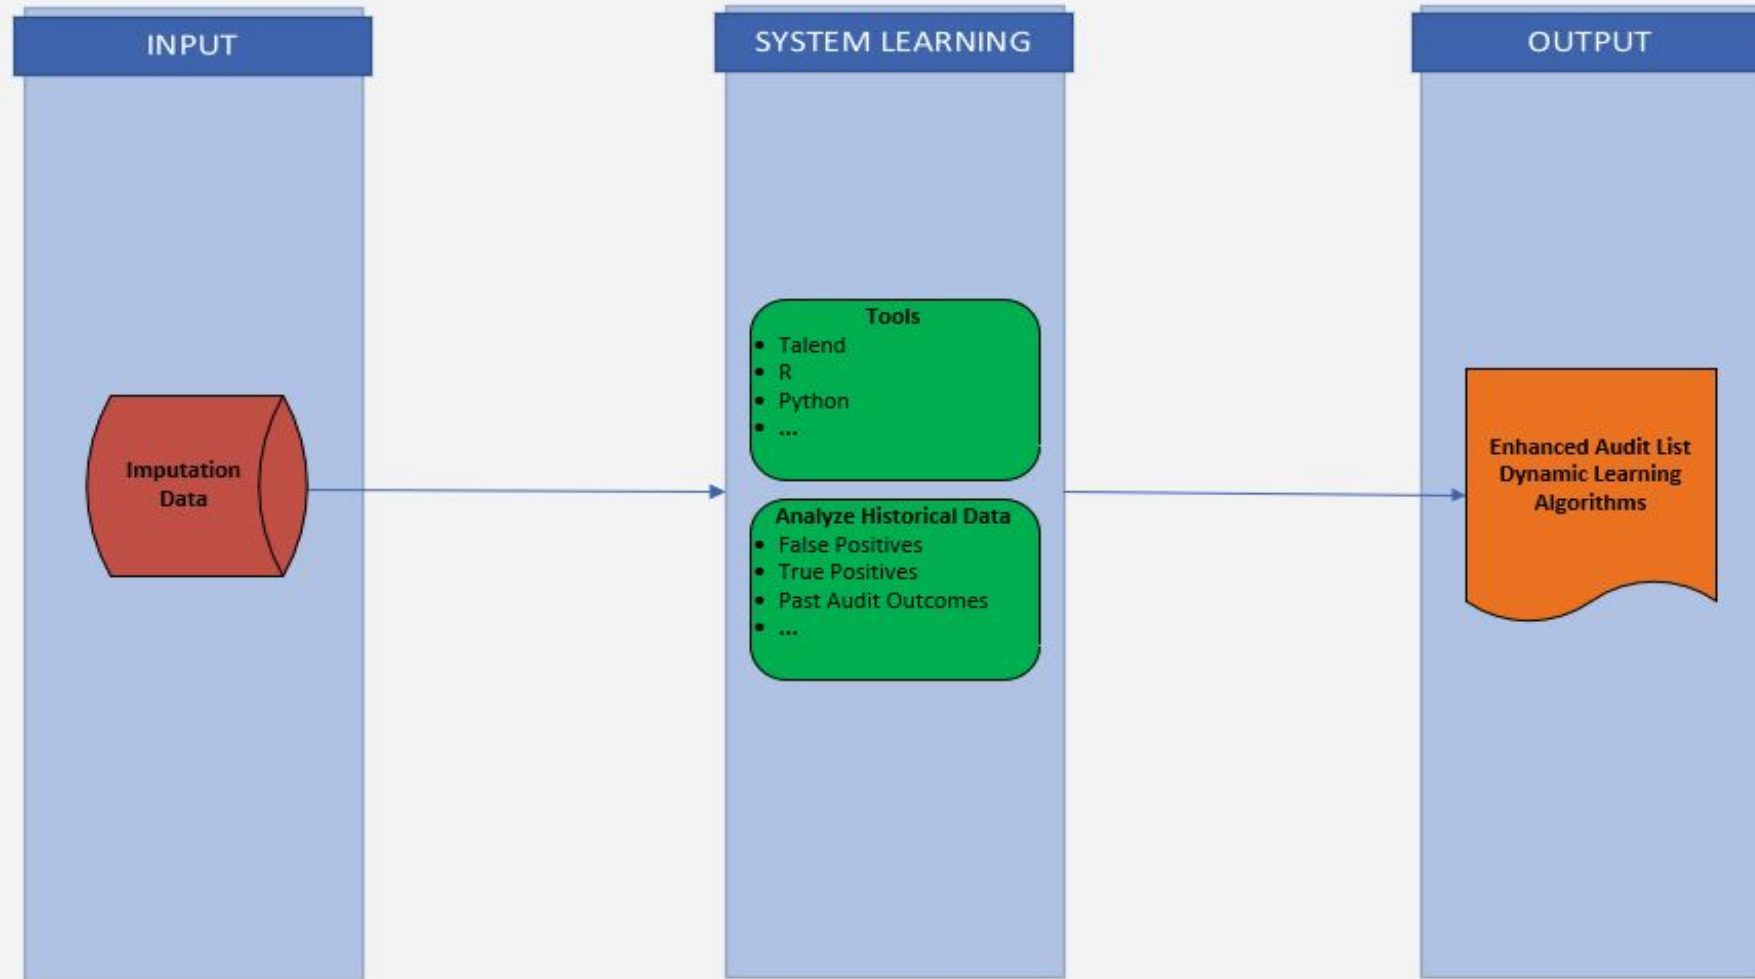 INPUT
SYSTEM LEARNING
OUTPUT
Imputation
Data
Tools
• Talend
• R
• Python
• ...
Analyze Historical Data
• False Positives
• True Positives
• Past Audit Outcomes
• ...
Enhanced Audit List
Dynamic Learning
Algorithms